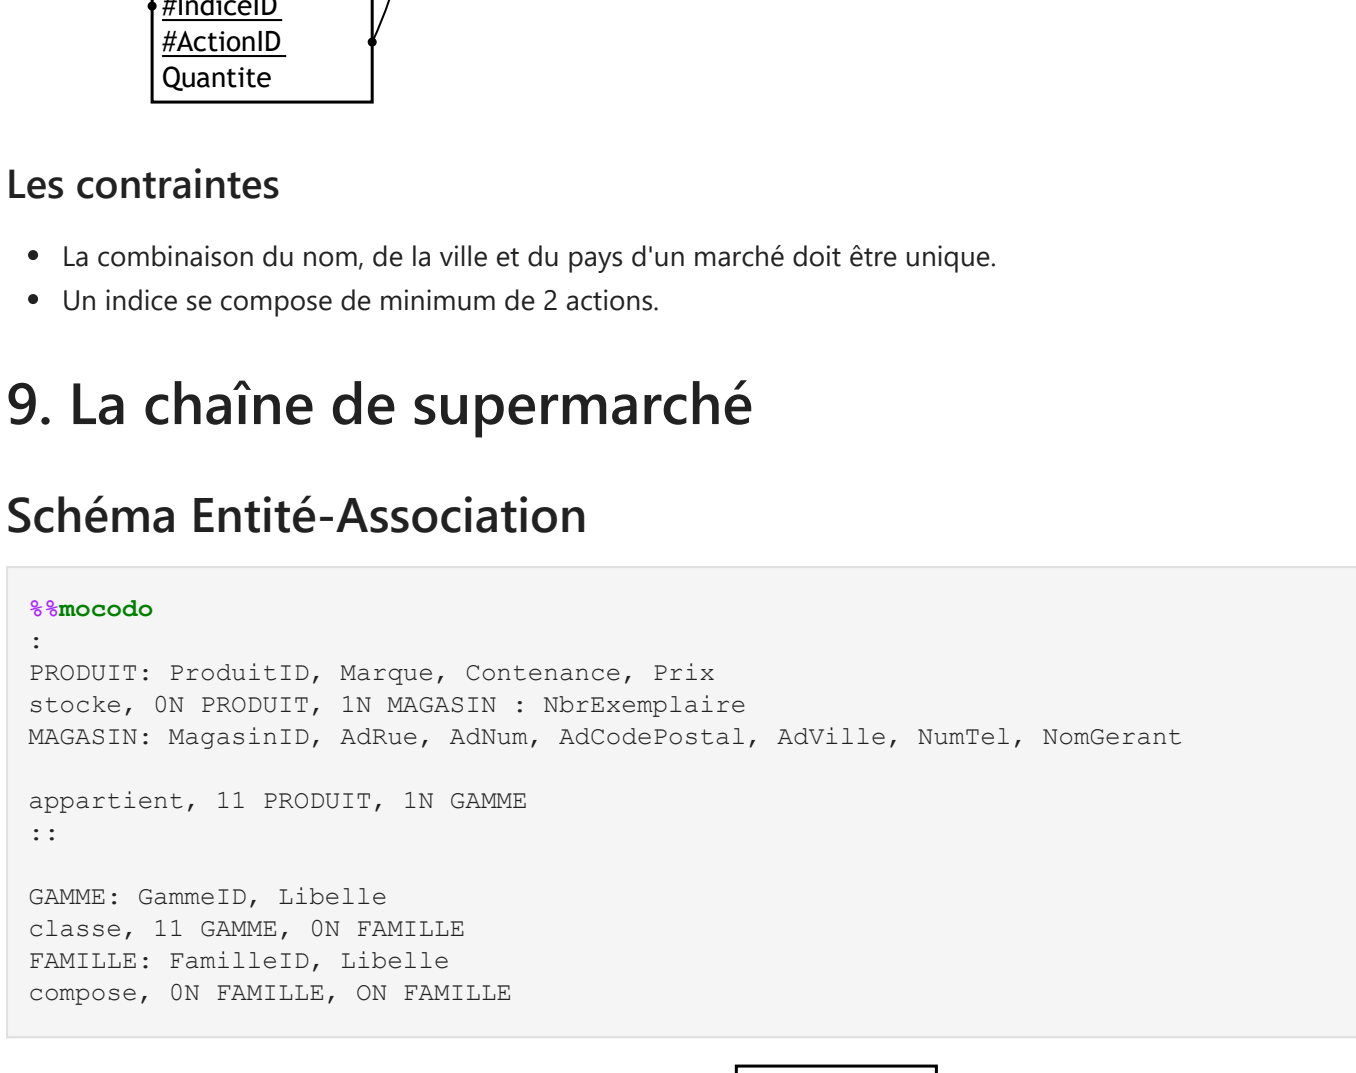 #IndiceID
#ActionID
Quantite
Les contraintes
• La combinaison du nom, de la ville et du pays d'un marché doit être unique.
• Un indice se compose de minimum de 2 actions.
9. La chaîne de supermarché
Schéma Entité-Association
%%mocodo
:
PRODUIT: ProduitID, Marque, Contenance, Prix
stocke, 0N PRODUIT, 1N MAGASIN : NbrExemplaire
MAGASIN: MagasinID, AdRue, AdNum, AdCodePostal, AdVille, NumTel, NomGerant
appartient, 11 PRODUIT, 1N GAMME
::
GAMME: GammeID, Libelle
classe, 11 GAMME, 0N FAMILLE
FAMILLE: FamilleID, Libelle
compose, 0N FAMILLE, ON FAMILLE